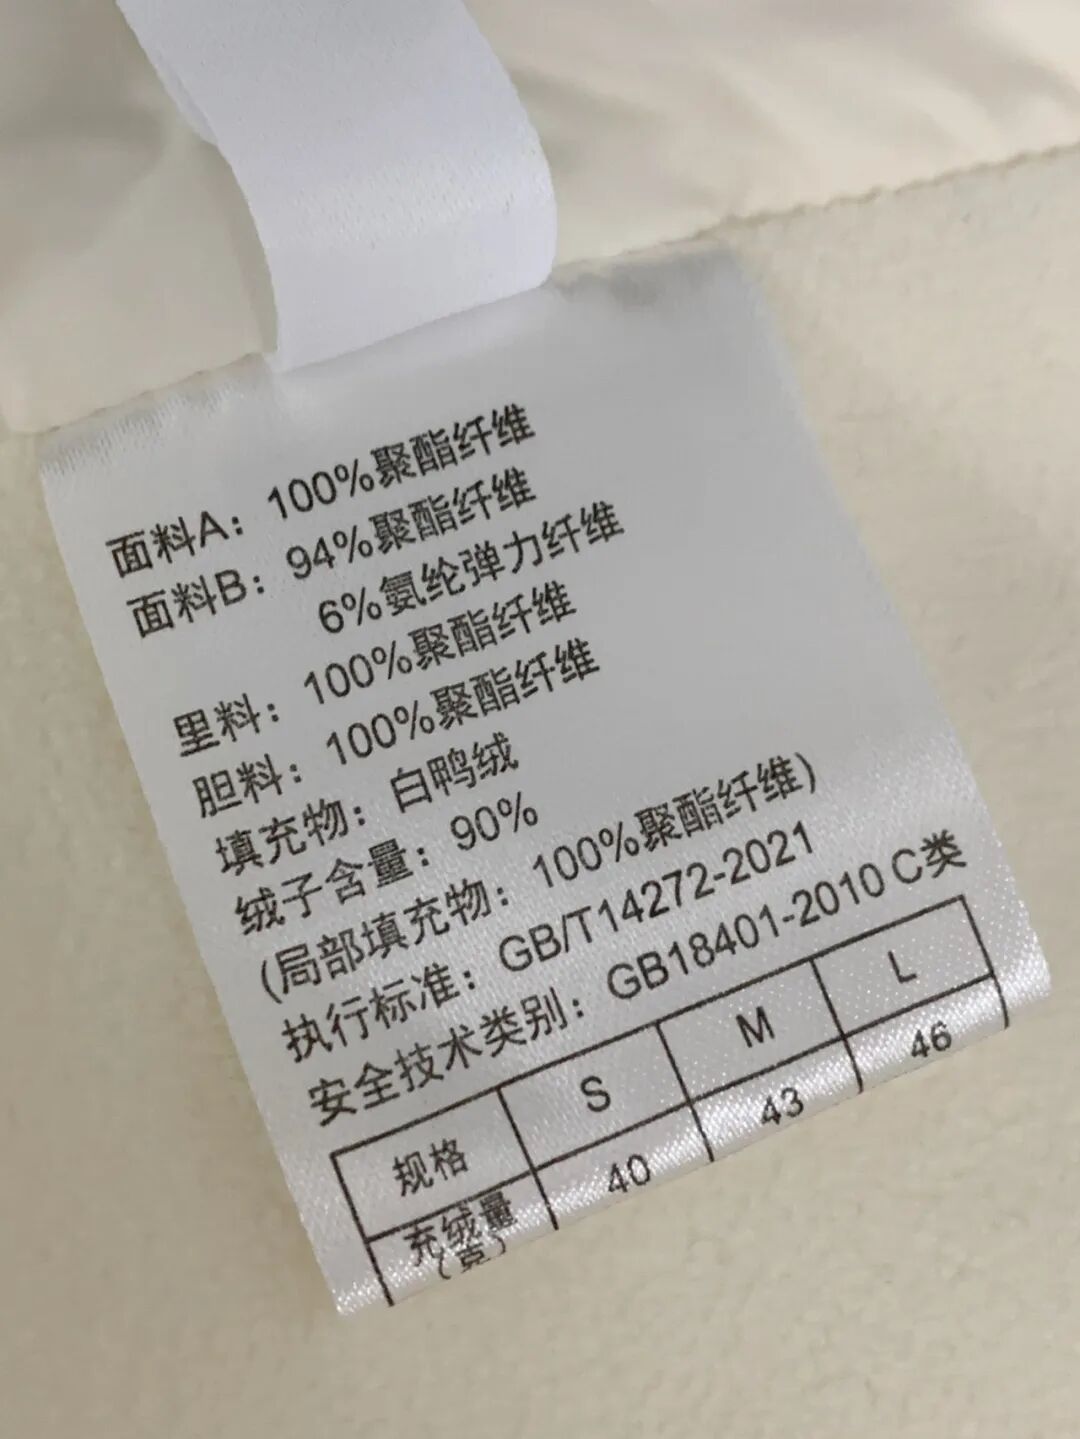 面料A：100%聚酯纤维
面料B：94%聚酯纤维
6%氨纶弹力纤维
里料：100%聚酯纤维
胆料：100%聚酯纤维
填充物：白鸭绒
绒子含量：90%
(局部填充物：100%聚酯纤维)
执行标准：GB/T14272-2021
安全技术类别：GB18401-2010 C类
规格 S M L
充绒量 40 43 46
(克)